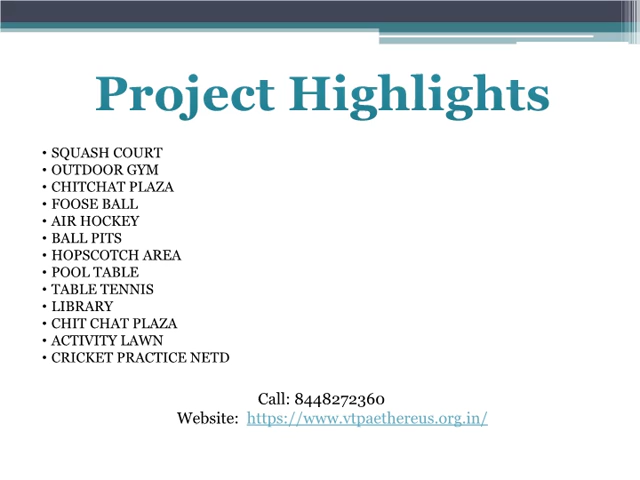 Project Highlights
• SQUASH COURT
• OUTDOOR GYM
• CHITCHAT PLAZA
• FOOSE BALL
• AIR HOCKEY
• BALL PITS
• HOPSCOTCH AREA
• POOL TABLE
• TABLE TENNIS
• LIBRARY
• CHIT CHAT PLAZA
• ACTIVITY LAWN
• CRICKET PRACTICE NETD
Call: 8448272360
Website: https://www.vtpaethereus.org.in/